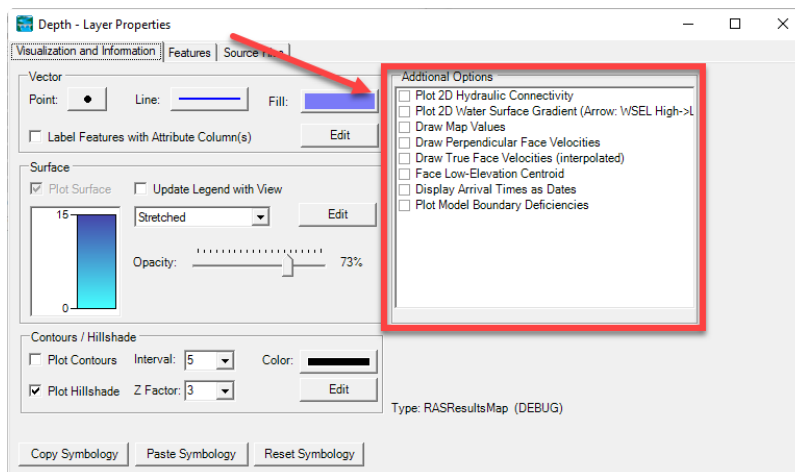 Depth - Layer Properties
Visualization and Information Features Source
Vector
Point: Line: Fill:
Label Features with Attribute Column(s) Edit
Surface
Plot Surface Update Legend with View
15
Stretched Edit
Opacity: 73%
0
Contours / Hillshade
Plot Contours Interval: 5 Color:
Plot Hillshade Z Factor: 3 Edit
Copy Symbology Paste Symbology Reset Symbology
Addtional Options
Plot 2D Hydraulic Connectivity
Plot 2D Water Surface Gradient (Arrow: WSEL High->L
Draw Map Values
Draw Perpendicular Face Velocities
Draw True Face Velocities (interpolated)
Face Low-Elevation Centroid
Display Arrival Times as Dates
Plot Model Boundary Deficiencies
Type: RASResultsMap (DEBUG)